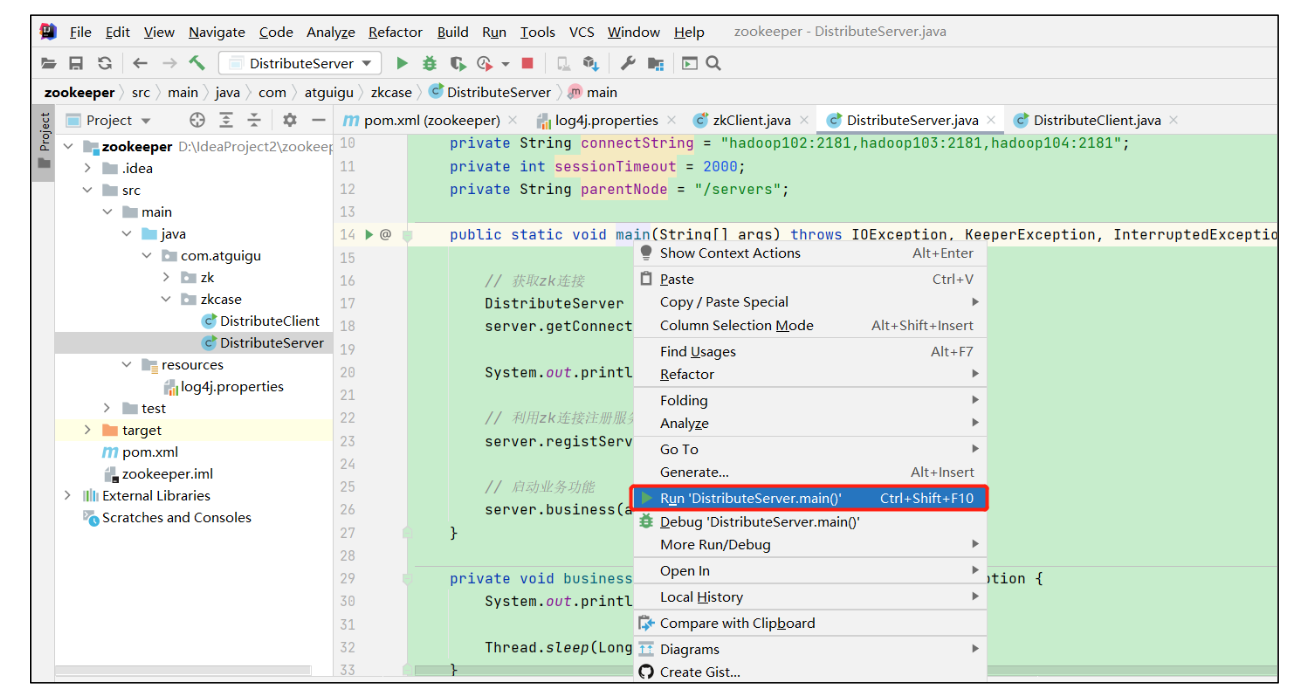 File Edit View Navigate Code Analyze Refactor Build Run Tools VCS Window Help zookeeper - DistributeServer.java
DistributeServer
zookeeper src main java com atguigu zkcase DistributeServer main
Project
Project
pom.xml (zookeeper) log4j.properties zkClient.java DistributeServer.java DistributeClient.java
zookeeper D:\IdeaProject2\zookeep
.idea
src
main
java
com.atguigu
zk
zkcase
DistributeClient
DistributeServer
resources
log4j.properties
test
target
pom.xml
zookeeper.iml
External Libraries
Scratches and Consoles
10 private String connectString = "hadoop102:2181,hadoop103:2181,hadoop104:2181";
11 private int sessionTimeout = 2000;
12 private String parentNode = "/servers";
13
14 @ public static void main(String[] args) throws IOException, KeeperException, InterruptedExceptio
15
16 // 获取zk连接
17 DistributeServer
18 server.getConnect
19
20 System.out.printl
21
22 // 利用zk连接注册服
23 server.registServ
24
25 // 启动业务功能
26 server.business(a
27 }
28
29 private void business ption {
30 System.out.printl
31
32 Thread.sleep(Long
33 }
Show Context Actions Alt+Enter
Paste Ctrl+V
Copy / Paste Special
Column Selection Mode Alt+Shift+Insert
Find Usages Alt+F7
Refactor
Folding
Analyze
Go To
Generate... Alt+Insert
Run 'DistributeServer.main()' Ctrl+Shift+F10
Debug 'DistributeServer.main()'
More Run/Debug
Open In
Local History
Compare with Clipboard
Diagrams
Create Gist...